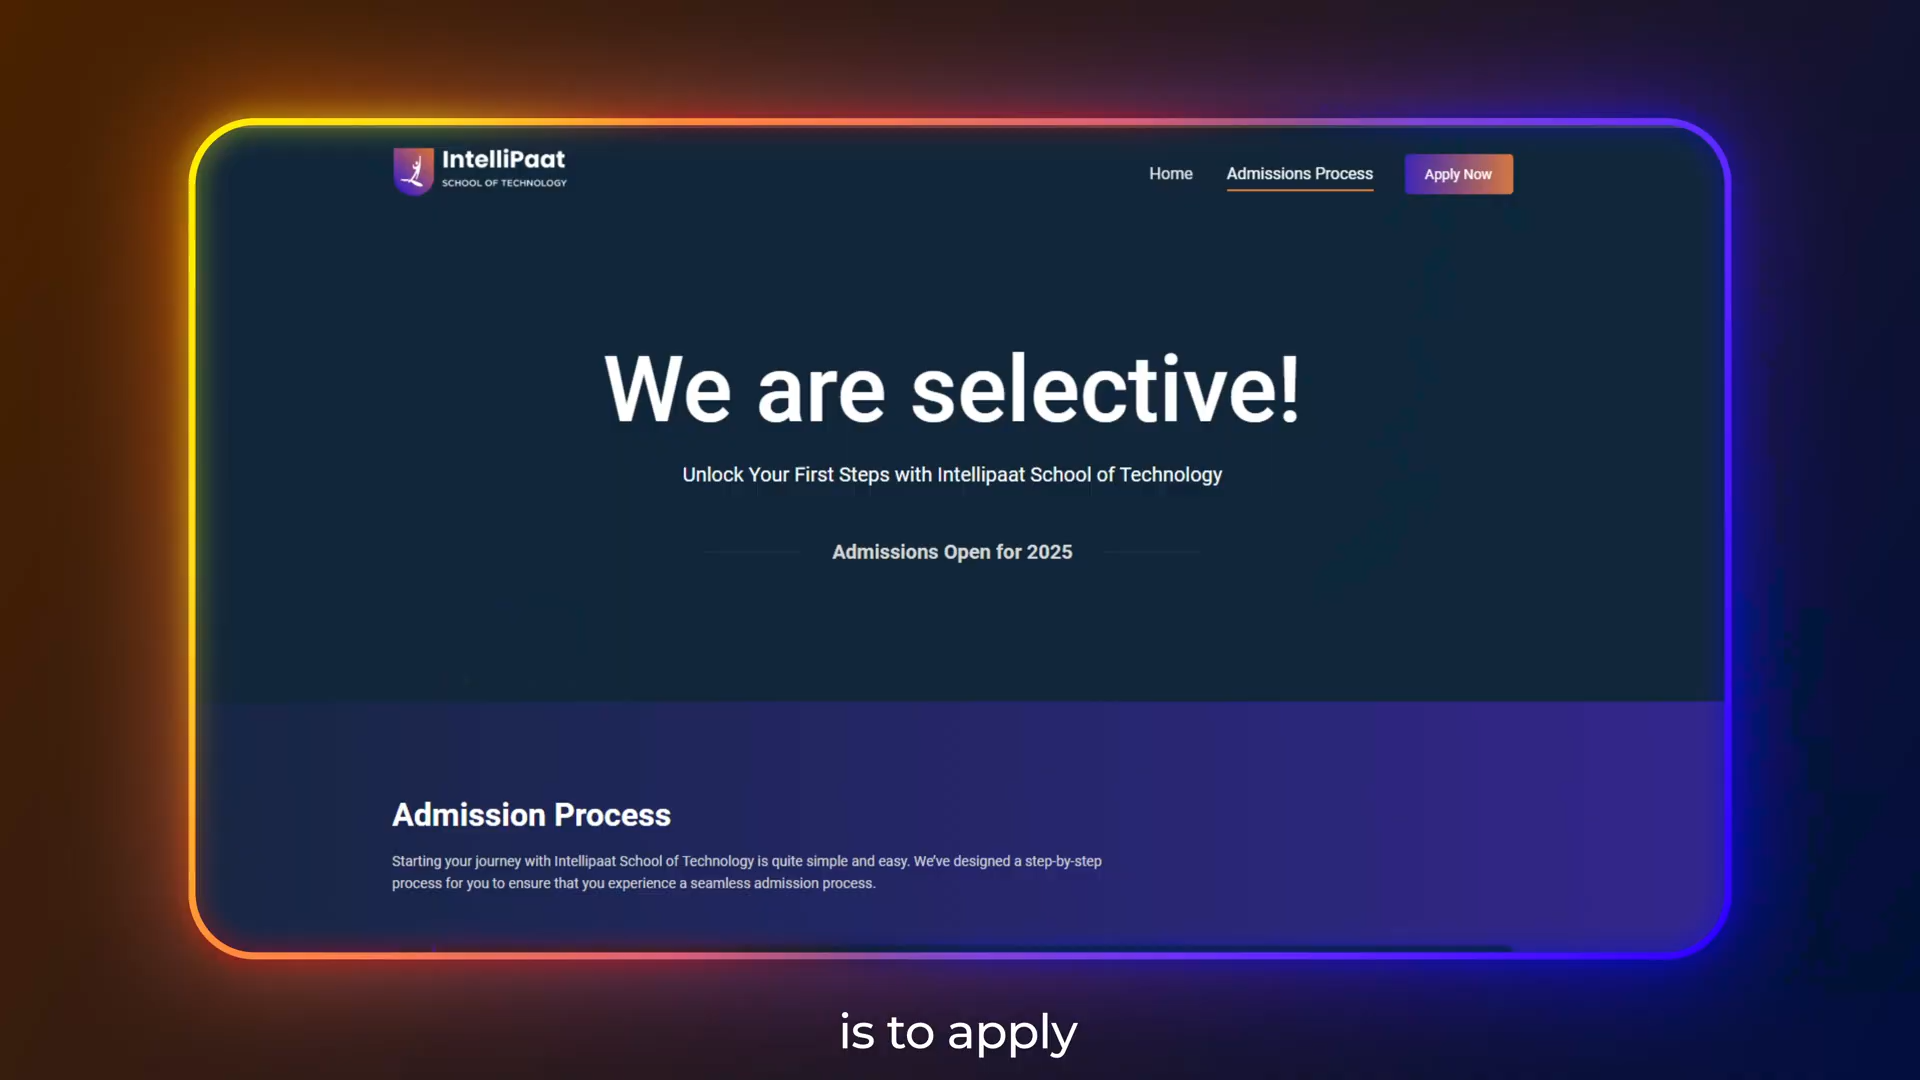 IntelliPaat
SCHOOL OF TECHNOLOGY
Home
Admissions Process
Apply Now
We are selective!
Unlock Your First Steps with Intellipaat School of Technology
Admissions Open for 2025
Admission Process
Starting your journey with Intellipaat School of Technology is quite simple and easy. We've designed a step-by-step
process for you to ensure that you experience a seamless admission process.
is to apply